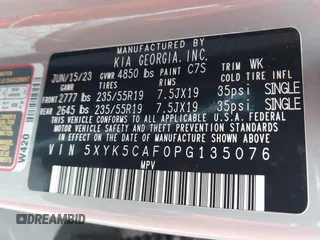 MANUFACTURED BY
KIA GEORGIA, INC.
JUN/15/23 GVWR 4850 lbs PAINT C7S TRIM WK
GAWR TIRES RIMS COLD TIRE INFL
FRONT 2777 lbs 235/55R19 7.5JX19 35psi SINGLE
REAR 2645 lbs 235/55R19 7.5JX19 35psi SINGLE
THIS VEHICLE CONFORMS TO ALL APPLICABLE FEDERAL
MOTOR VEHICLE SAFETY AND THEFT PREVENTION STANDARDS
IN EFFECT ON THE DATE OF MANUFACTURE SHOWN ABOVE.
VIN 5XYK5CAF0PG135076
MPV
W420
DREAMBID